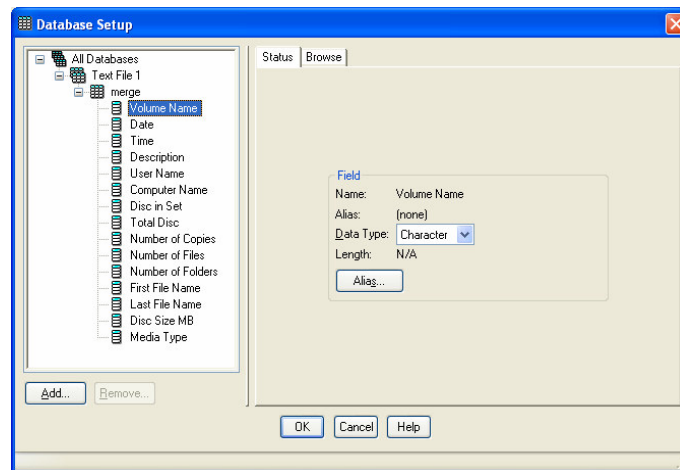 Database Setup
All Databases
Text File 1
merge
Volume Name
Date
Time
Description
User Name
Computer Name
Disc in Set
Total Disc
Number of Copies
Number of Files
Number of Folders
First File Name
Last File Name
Disc Size MB
Media Type
Add...
Remove...
Status
Browse
Field
Name: Volume Name
Alias: (none)
Data Type: Character
Length: N/A
Alias...
OK
Cancel
Help